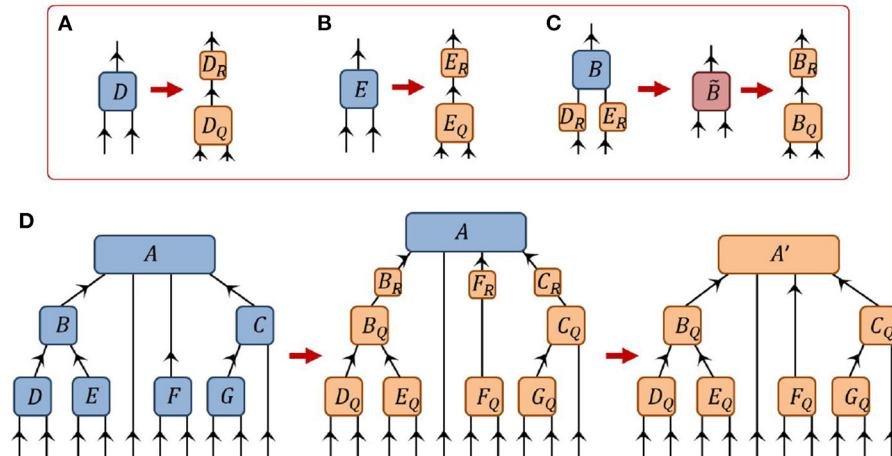 A
B
C
D
D_R
D_Q
E
E_R
E_Q
B
D_R E_R
B̃
B_R
B_Q
D
A
B C
D E F G
A
B_R F_R C_R
B_Q C_Q
D_Q E_Q F_Q G_Q
A'
B_Q C_Q
D_Q E_Q F_Q G_Q